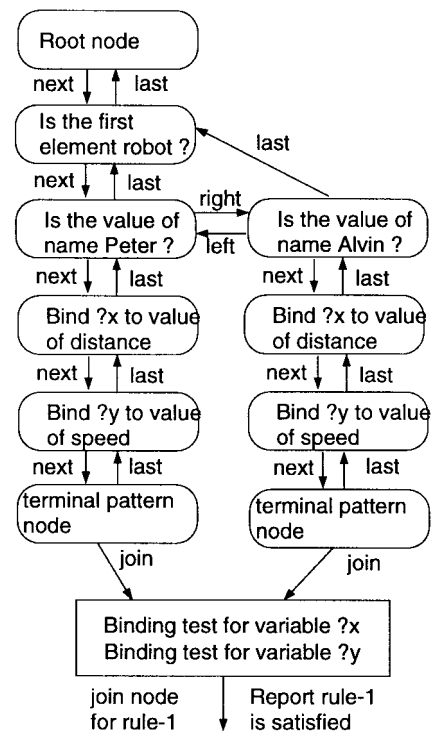 Root node
next
last
Is the first
element robot ?
last
next
last
right
Is the value of
name Peter ?
left
Is the value of
name Alvin ?
next
last
next
last
Bind ?x to value
of distance
Bind ?x to value
of distance
next
last
next
last
Bind ?y to value
of speed
Bind ?y to value
of speed
next
last
next
last
terminal pattern
node
terminal pattern
node
join
join
Binding test for variable ?x
Binding test for variable ?y
join node
for rule-1
Report rule-1
is satisfied